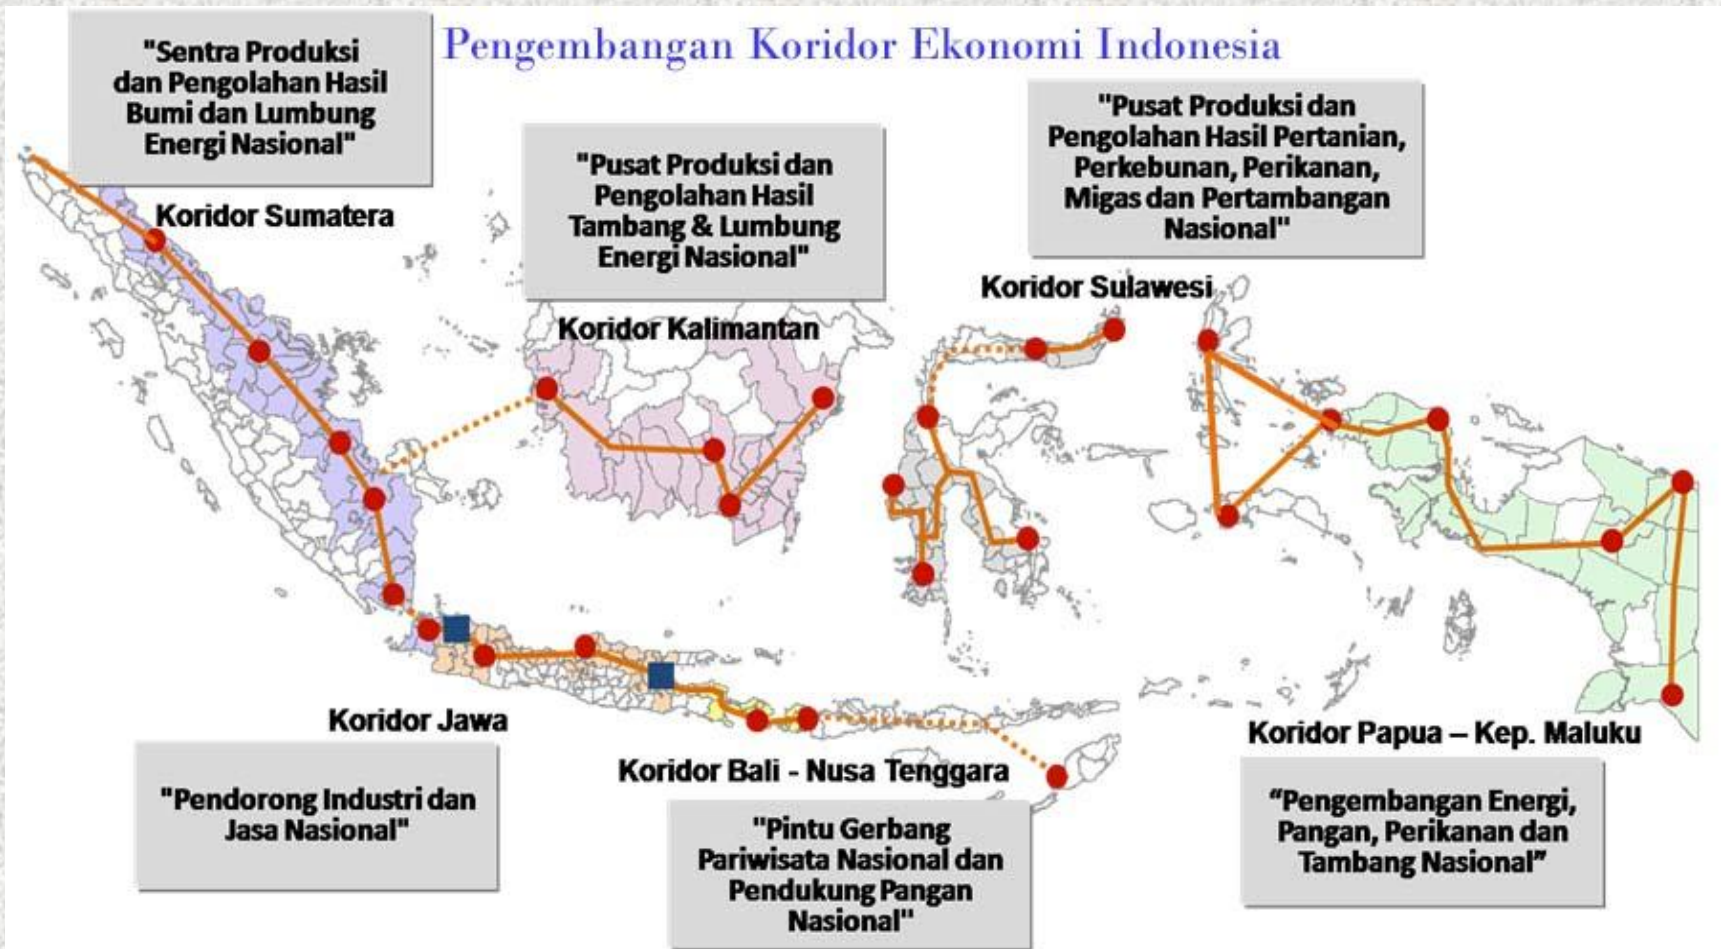 Pengembangan Koridor Ekonomi Indonesia
"Sentra Produksi
dan Pengolahan Hasil
Bumi dan Lumbung
Energi Nasional"
Koridor Sumatera
"Pusat Produksi dan
Pengolahan Hasil
Tambang & Lumbung
Energi Nasional"
Koridor Kalimantan
"Pusat Produksi dan
Pengolahan Hasil Pertanian,
Perkebunan, Perikanan,
Migas dan Pertambangan
Nasional"
Koridor Sulawesi
Koridor Jawa
"Pendorong Industri dan
Jasa Nasional"
Koridor Bali - Nusa Tenggara
"Pintu Gerbang
Pariwisata Nasional dan
Pendukung Pangan
Nasional"
Koridor Papua – Kep. Maluku
“Pengembangan Energi,
Pangan, Perikanan dan
Tambang Nasional”